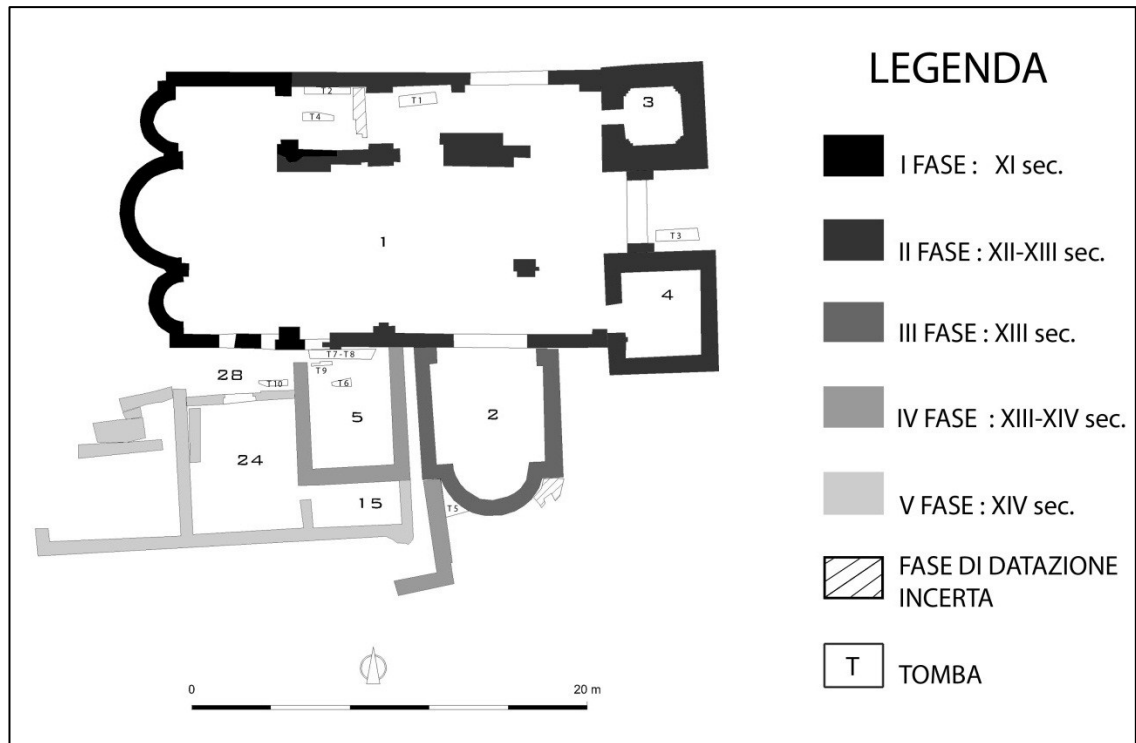 T2
T1
T4
3
T3
1
4
T7-T8
T9
28
T10
T6
5
2
24
15
T5
0
20 m
LEGENDA
I FASE : XI sec.
II FASE : XII-XIII sec.
III FASE : XIII sec.
IV FASE : XIII-XIV sec.
V FASE : XIV sec.
FASE DI DATAZIONE
INCERTA
T
TOMBA